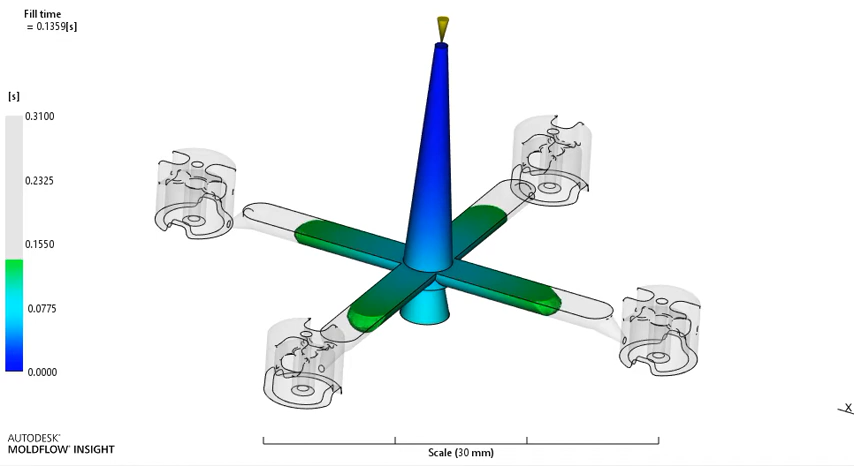 Fill time
= 0.1359[s]
[s]
0.3100
0.2325
0.1550
0.0775
0.0000
X
AUTODESK®
MOLDFLOW® INSIGHT
Scale (30 mm)